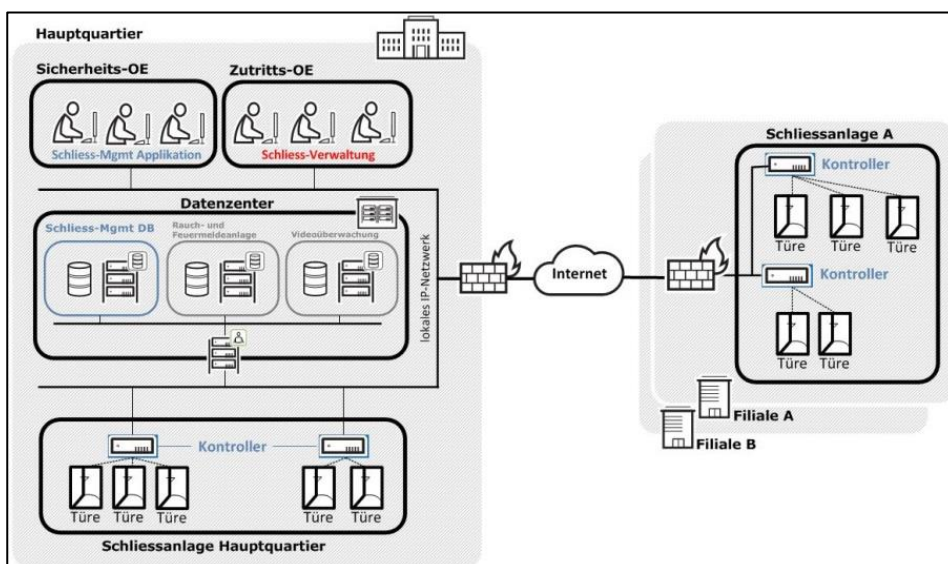 Hauptquartier
Sicherheits-OE
Zutritts-OE
Schliess-Mgmt Applikation
Schliess-Verwaltung
Datenzenter
Schliess-Mgmt DB
Rauch- und
Feuermeldeanlage
Videoüberwachung
lokales IP-Netzwerk
Kontroller
Türe Türe Türe
Türe Türe
Schliessanlage Hauptquartier
Internet
Schliessanlage A
Kontroller
Türe Türe Türe
Kontroller
Türe Türe
Filiale A
Filiale B